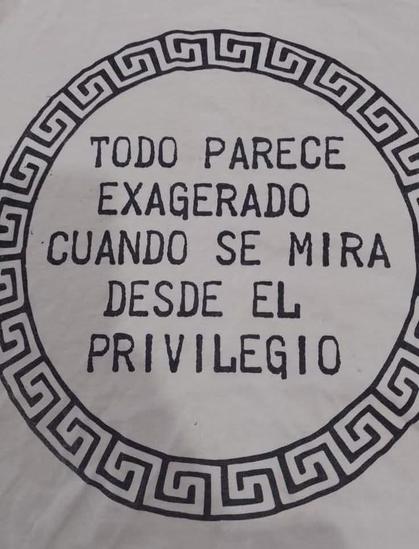 TODO PARECE
EXAGERADO
CUANDO SE MIRA
DESDE EL
PRIVILEGIO